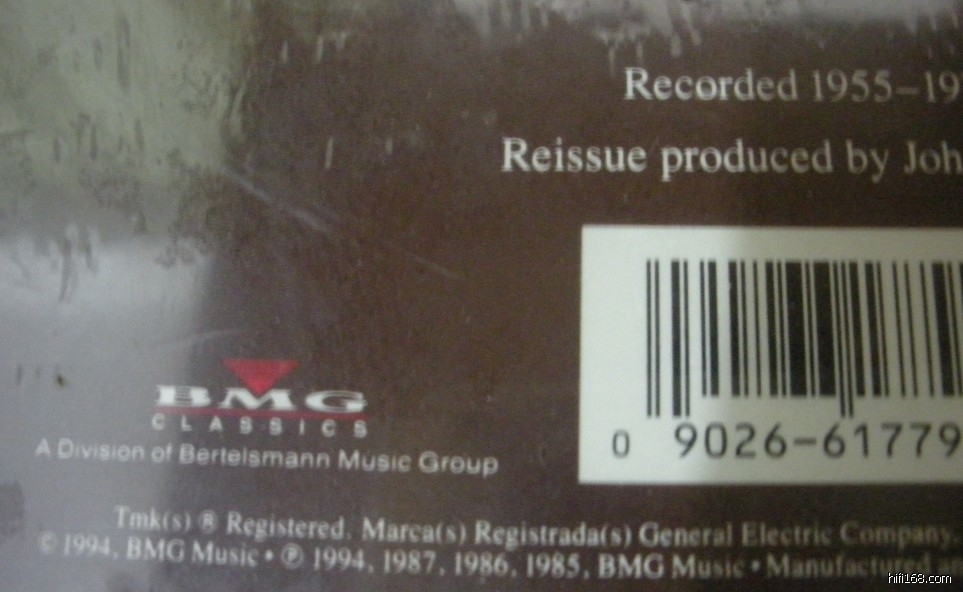 Recorded 1955–19
Reissue produced by Joh
BMG
CLASSICS
A Division of Bertelsmann Music Group
0 9026-61779
Tmk(s) ® Registered. Marca(s) Registrada(s) General Electric Company.
© 1994, BMG Music • ℗ 1994, 1987, 1986, 1985, BMG Music • Manufactured an
hifi168.com